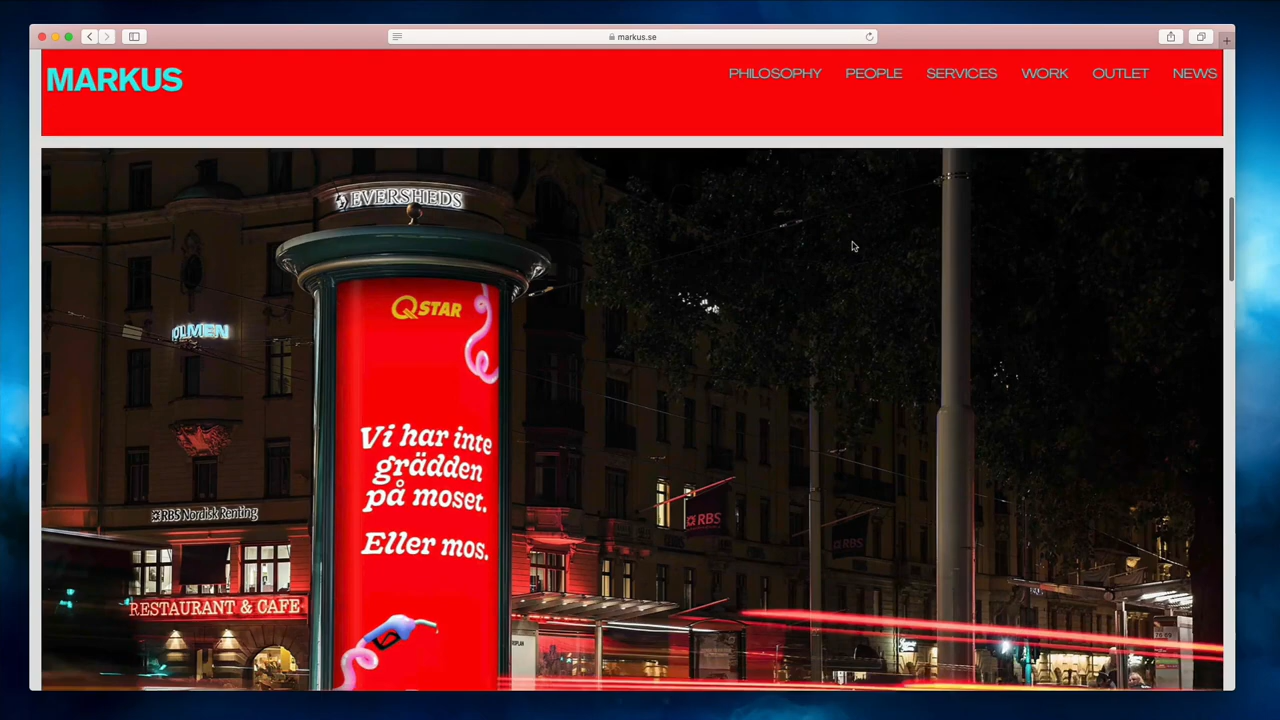 markus.se
MARKUS
PHILOSOPHY PEOPLE SERVICES WORK OUTLET NEWS
EVERSHEDS
QSTAR
Vi har inte
grädden
på moset.
Eller mos.
RBS
RBS
RBS Nordisk Renting
RESTAURANT & CAFE